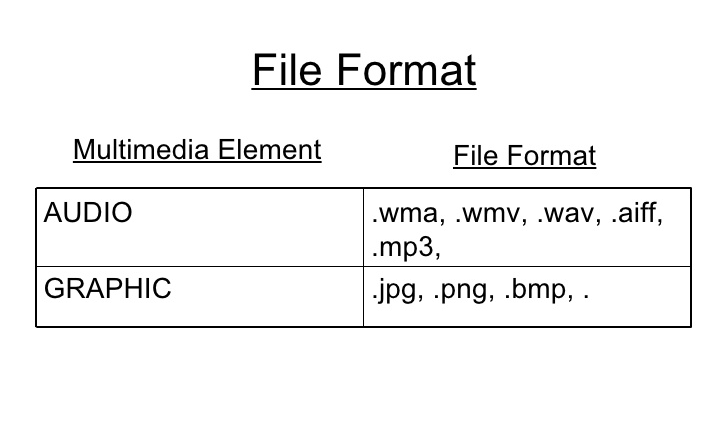 File Format
Multimedia Element
File Format
AUDIO
.wma, .wmv, .wav, .aiff,
.mp3,
GRAPHIC
.jpg, .png, .bmp, .